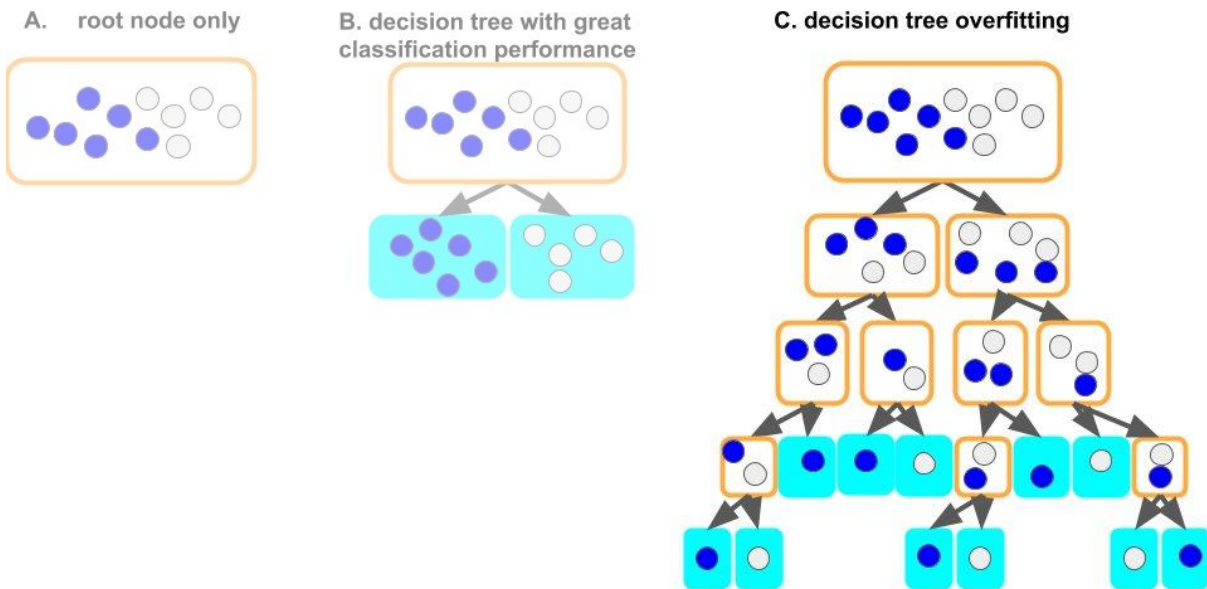 A. root node only
B. decision tree with great
classification performance
C. decision tree overfitting